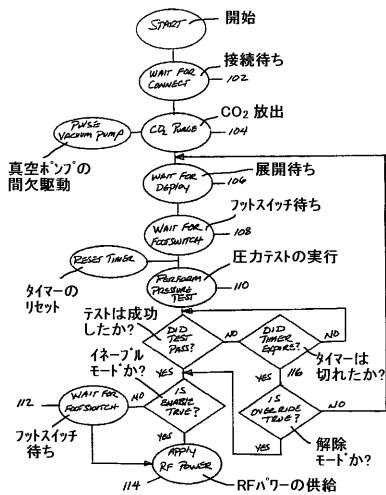 START
開始
接続待ち
WAIT FOR
CONNECT
102
CO₂ 放出
PULSE
VACUUM PUMP
CO₂ PURGE
104
真空ポンプの
間欠駆動
展開待ち
WAIT FOR
DEPLOY
106
フットスイッチ待ち
WAIT FOR
FOOTSWITCH
108
RESET TIMER
圧力テストの実行
タイマーの
リセット
PERFORM
PRESSURE
TEST
110
テストは成功
したか?
DID
TEST
PASS?
NO
DID
TIMER
EXPIRE?
NO
タイマーは
切れたか?
イネーブル
モードか?
YES
116
YES
112
WAIT FOR
FOOTSWITCH
NO
IS
ENABLE
TRUE?
IS
OVERRIDE
TRUE?
NO
フットスイッチ
待ち
YES
YES
解除
モードか?
APPLY
RF POWER
114
RFパワーの供給